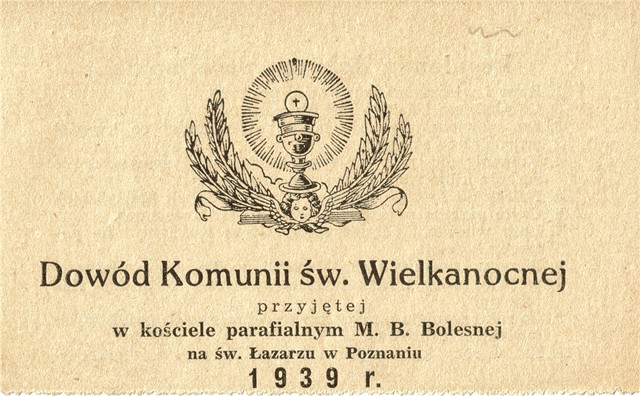 Dowód Komunii św. Wielkanocnej
przyjętej
w kościele parafialnym M. B. Bolesnej
na św. Łazarzu w Poznaniu
1939 r.